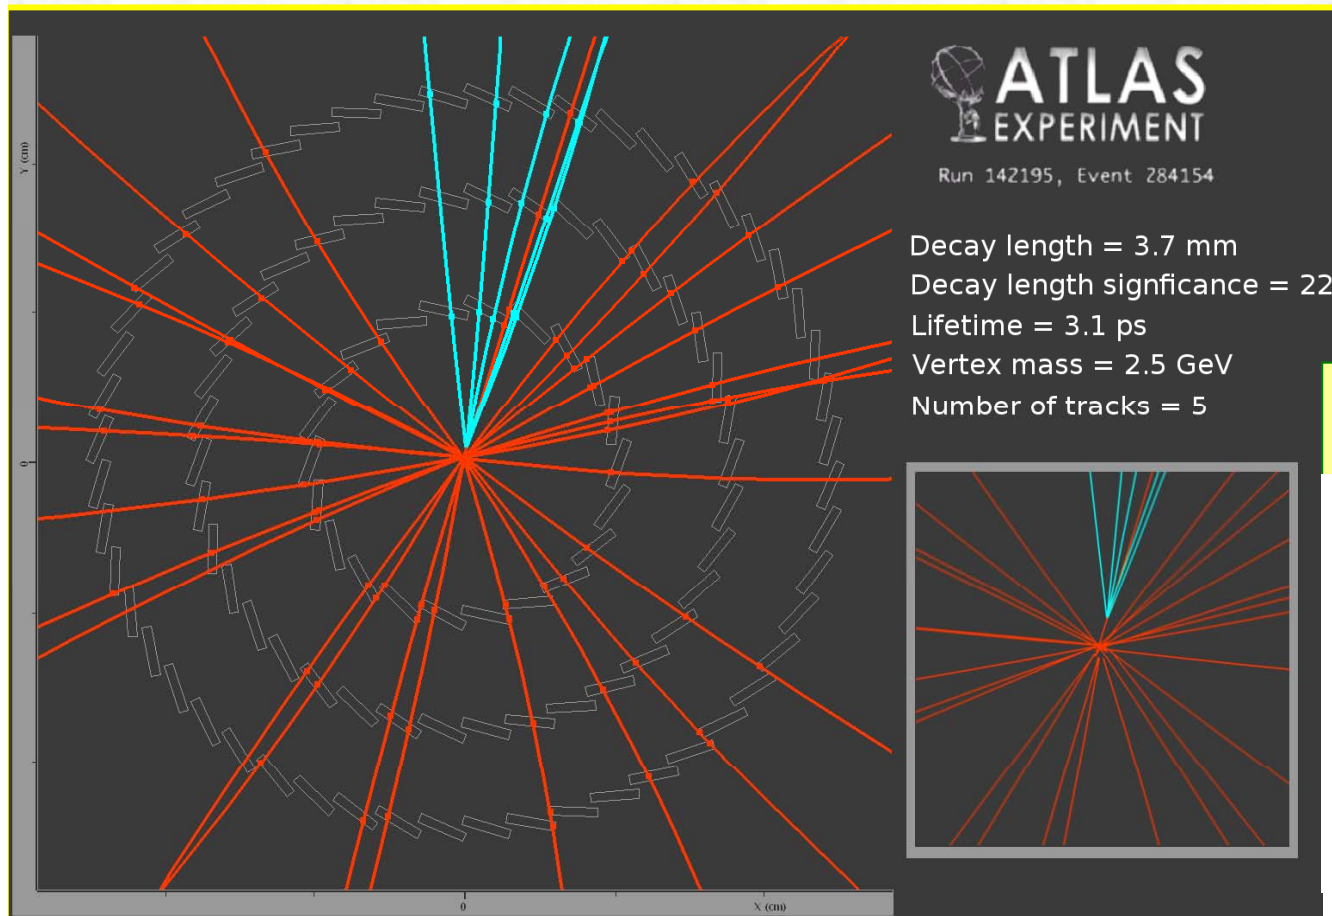 ATLAS
EXPERIMENT
Run 142195, Event 284154
Decay length = 3.7 mm
Decay length signficance = 22
Lifetime = 3.1 ps
Vertex mass = 2.5 GeV
Number of tracks = 5
Y (cm)
0
0
X (cm)